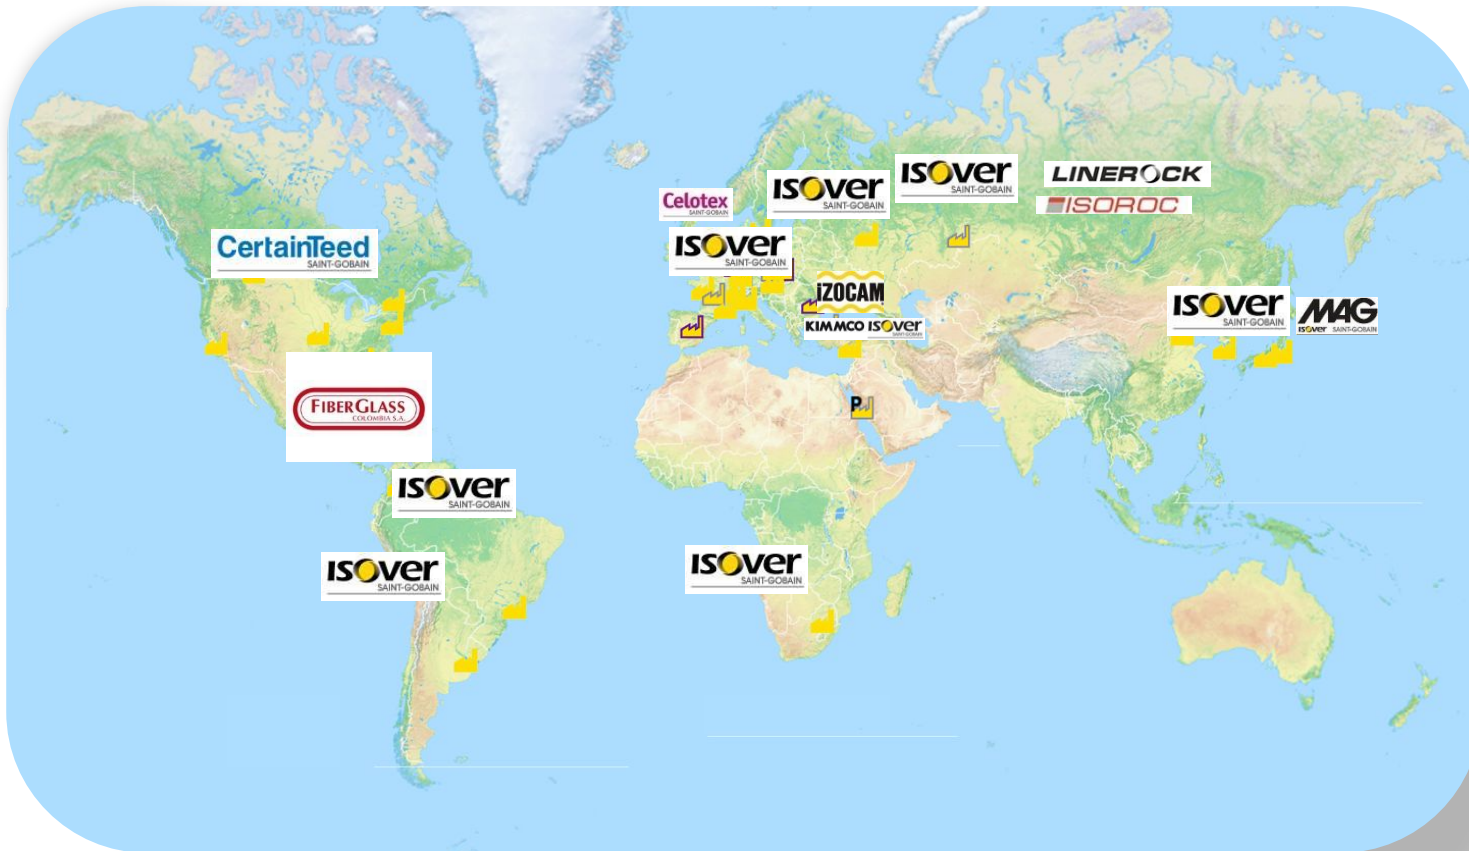 ISOVER
SAINT-GOBAIN
ISOVER
SAINT-GOBAIN
LINEROCK
ISOROC
Celotex
SAINT-GOBAIN
CertainTeed
SAINT-GOBAIN
ISOVER
SAINT-GOBAIN
iZOCAM
KIMMCO ISOVER
SAINT-GOBAIN
ISOVER
SAINT-GOBAIN
MAG
ISOVER SAINT-GOBAIN
FIBERGLASS
COLOMBIA S.A.
P
ISOVER
SAINT-GOBAIN
ISOVER
SAINT-GOBAIN
ISOVER
SAINT-GOBAIN